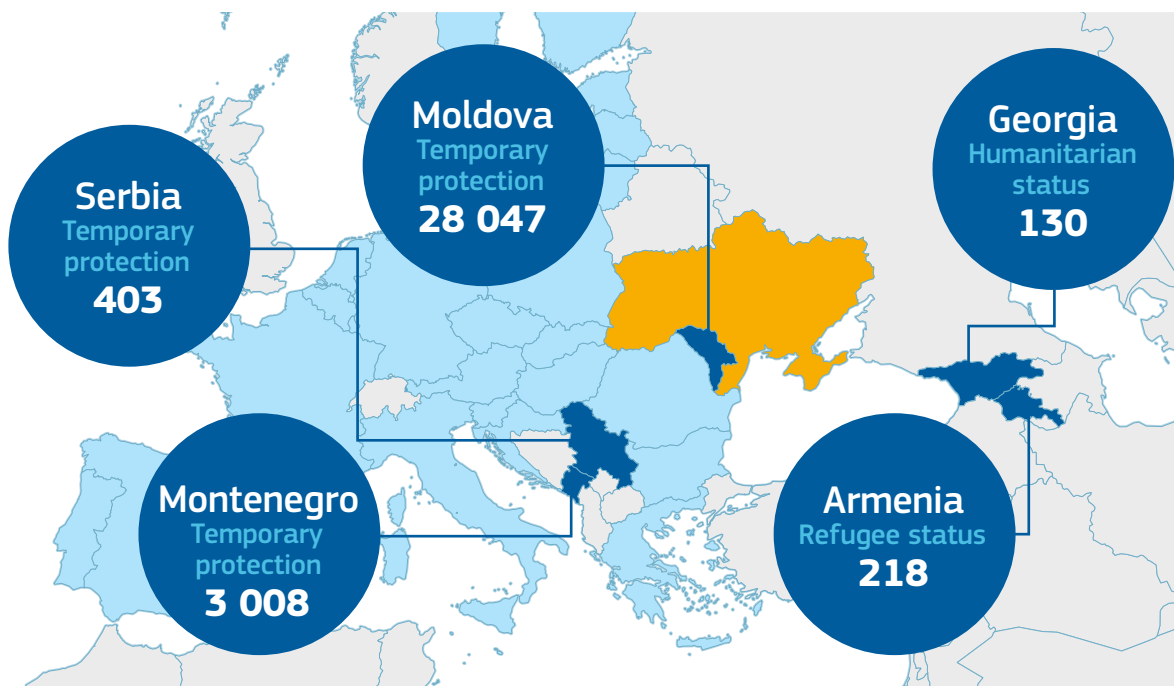 Serbia
Temporary
protection
403
Moldova
Temporary
protection
28 047
Georgia
Humanitarian
status
130
Montenegro
Temporary
protection
3 008
Armenia
Refugee status
218